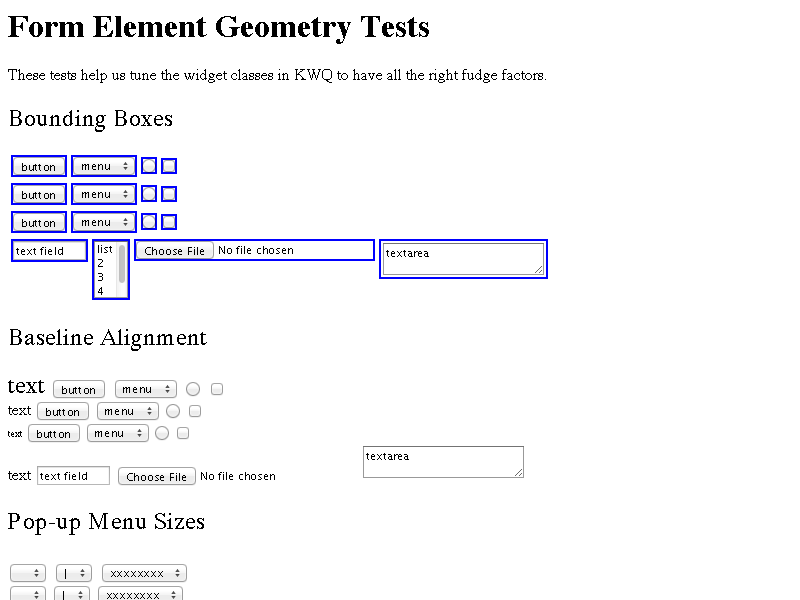 Form Element Geometry Tests
These tests help us tune the widget classes in KWQ to have all the right fudge factors.
Bounding Boxes
button menu
button menu
button menu
text field list Choose File No file chosen textarea
2
3
4
Baseline Alignment
text button menu
text button menu
text button menu
textarea
text text field Choose File No file chosen
Pop-up Menu Sizes
| xxxxxxxx
| xxxxxxxx